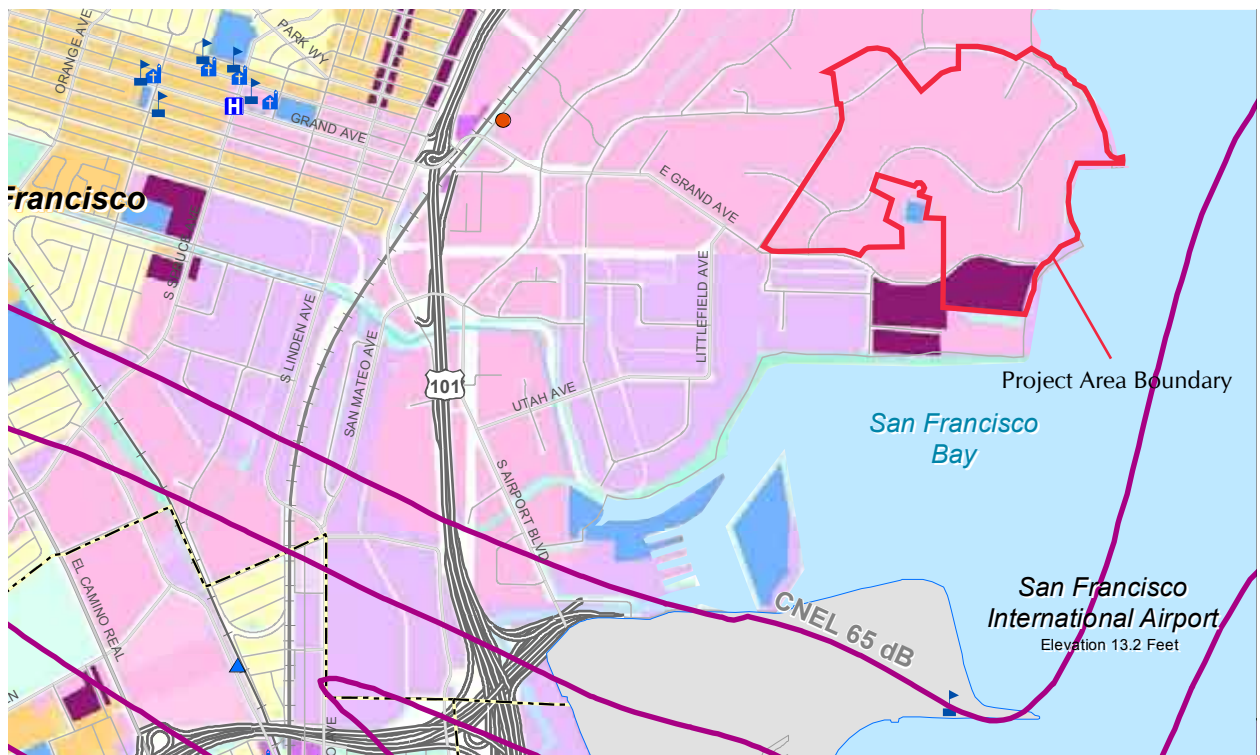 ORANGE AVE
PARK WY
H
GRAND AVE
E GRAND AVE
Francisco
S SPRUCE
LITTLEFIELD AVE
S LINDEN AVE
SAN MATEO AVE
101
UTAH AVE
Project Area Boundary
San Francisco
Bay
S AIRPORT BLVD
EL CAMINO REAL
CNEL 65 dB
San Francisco
International Airport
Elevation 13.2 Feet